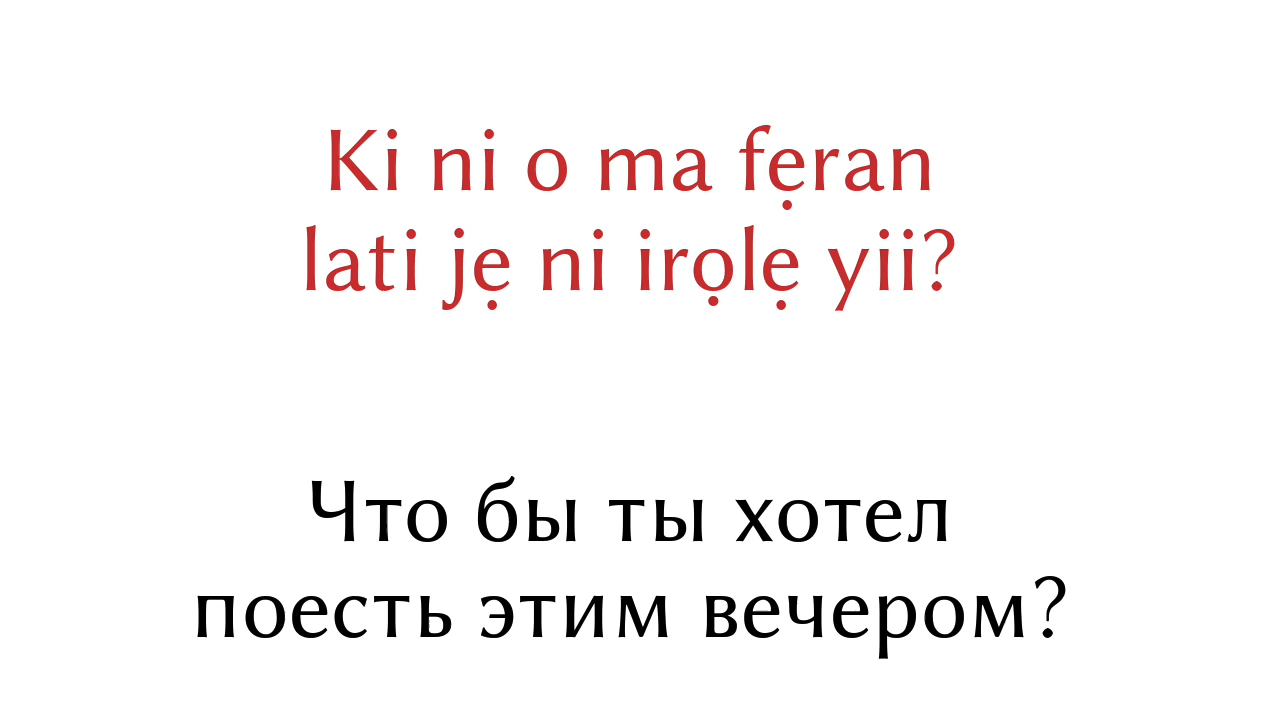 Ki ni o ma fẹran
lati jẹ ni irọlẹ yii?
Что бы ты хотел
поесть этим вечером?